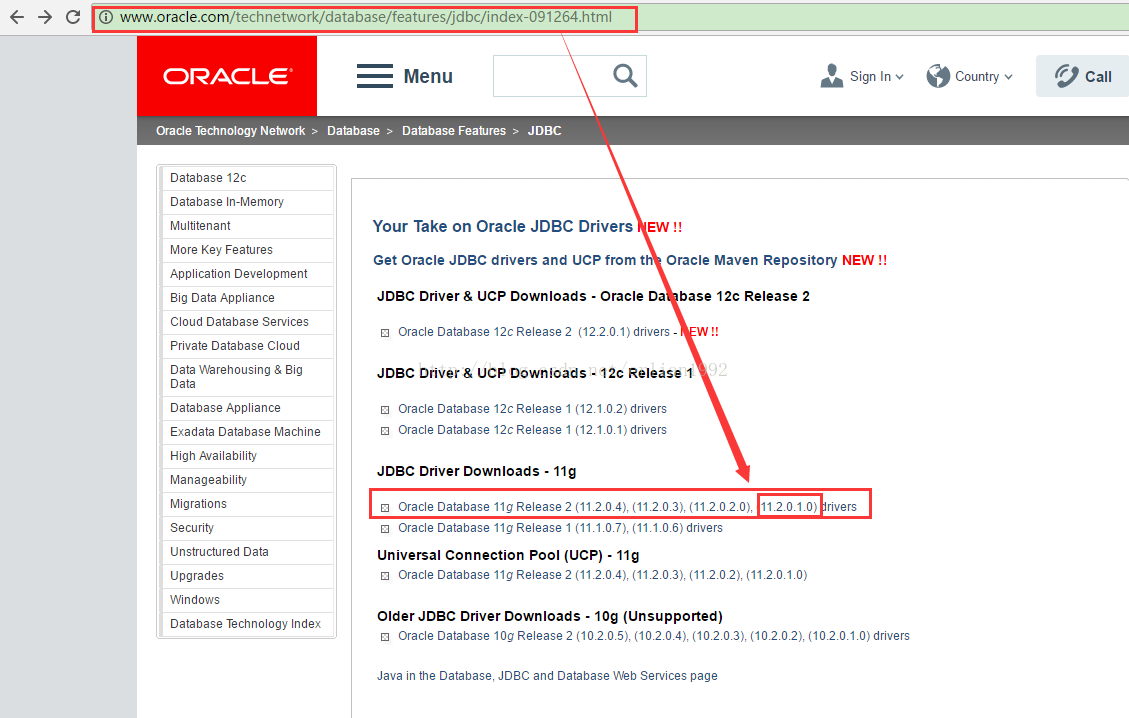 www.oracle.com/technetwork/database/features/jdbc/index-091264.html
ORACLE
Menu
Sign In
Country
Call
Oracle Technology Network > Database > Database Features > JDBC
Database 12c
Database In-Memory
Multitenant
More Key Features
Application Development
Big Data Appliance
Cloud Database Services
Private Database Cloud
Data Warehousing & Big
Data
Database Appliance
Exadata Database Machine
High Availability
Manageability
Migrations
Security
Unstructured Data
Upgrades
Windows
Database Technology Index
Your Take on Oracle JDBC Drivers NEW !!
Get Oracle JDBC drivers and UCP from the Oracle Maven Repository NEW !!
JDBC Driver & UCP Downloads - Oracle Database 12c Release 2
Oracle Database 12c Release 2 (12.2.0.1) drivers - NEW !!
JDBC Driver & UCP Downloads - 12c Release 1
Oracle Database 12c Release 1 (12.1.0.2) drivers
Oracle Database 12c Release 1 (12.1.0.1) drivers
JDBC Driver Downloads - 11g
Oracle Database 11g Release 2 (11.2.0.4), (11.2.0.3), (11.2.0.2.0), (11.2.0.1.0) drivers
Oracle Database 11g Release 1 (11.1.0.7), (11.1.0.6) drivers
Universal Connection Pool (UCP) - 11g
Oracle Database 11g Release 2 (11.2.0.4), (11.2.0.3), (11.2.0.2), (11.2.0.1.0)
Older JDBC Driver Downloads - 10g (Unsupported)
Oracle Database 10g Release 2 (10.2.0.5), (10.2.0.4), (10.2.0.3), (10.2.0.2), (10.2.0.1.0) drivers
Java in the Database, JDBC and Database Web Services page